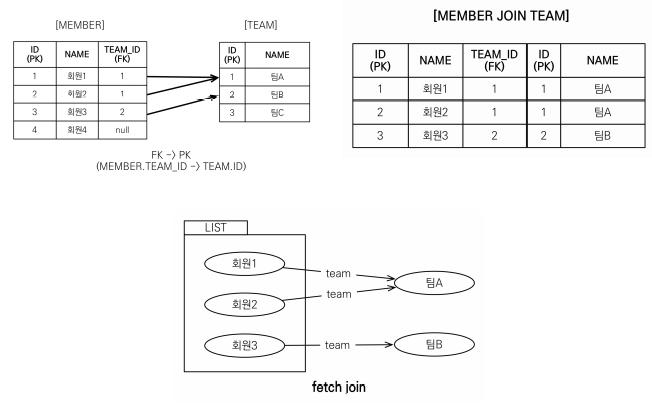 [MEMBER]
ID (PK) NAME TEAM_ID (FK)
1 회원1 1
2 회원2 1
3 회원3 2
4 회원4 null
[TEAM]
ID (PK) NAME
1 팀A
2 팀B
3 팀C
FK -> PK
(MEMBER.TEAM_ID -> TEAM.ID)
[MEMBER JOIN TEAM]
ID (PK) NAME TEAM_ID (FK) ID (PK) NAME
1 회원1 1 1 팀A
2 회원2 1 1 팀A
3 회원3 2 2 팀B
LIST
회원1 team
팀A
회원2 team
회원3 team 팀B
fetch join